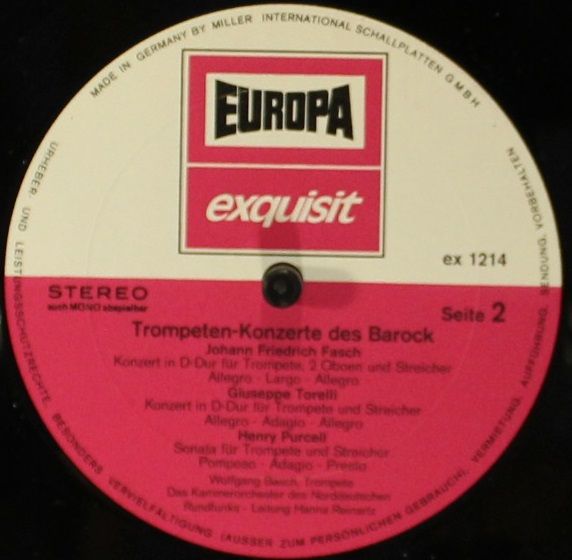 MADE IN GERMANY BY MILLER INTERNATIONAL SCHALLPLATTEN GMBH
EUROPA
exquisit
ex 1214
STEREO
auch MONO abspielbar
Seite 2
Trompeten-Konzerte des Barock
Johann Friedrich Fasch
Konzert in D-Dur für Trompete, 2 Oboen und Streicher
Allegro - Largo - Allegro
Giuseppe Torelli
Konzert in D-Dur für Trompete und Streicher
Allegro - Adagio - Allegro
Henry Purcell
Sonata für Trompete und Streicher
Pomposo - Adagio - Presto
Wolfgang Basch, Trompete
Das Kammerorchester des Norddeutschen
Rundfunks - Leitung Hanns Reinartz
URHEBER- UND LEISTUNGSSCHUTZRECHTE, BESONDERS VERVIELFÄLTIGUNG (AUSSER ZUM PERSÖNLICHEN GEBRAUCH), VERMIETUNG, AUFFÜHRUNG, SENDUNG, VORBEHALTEN